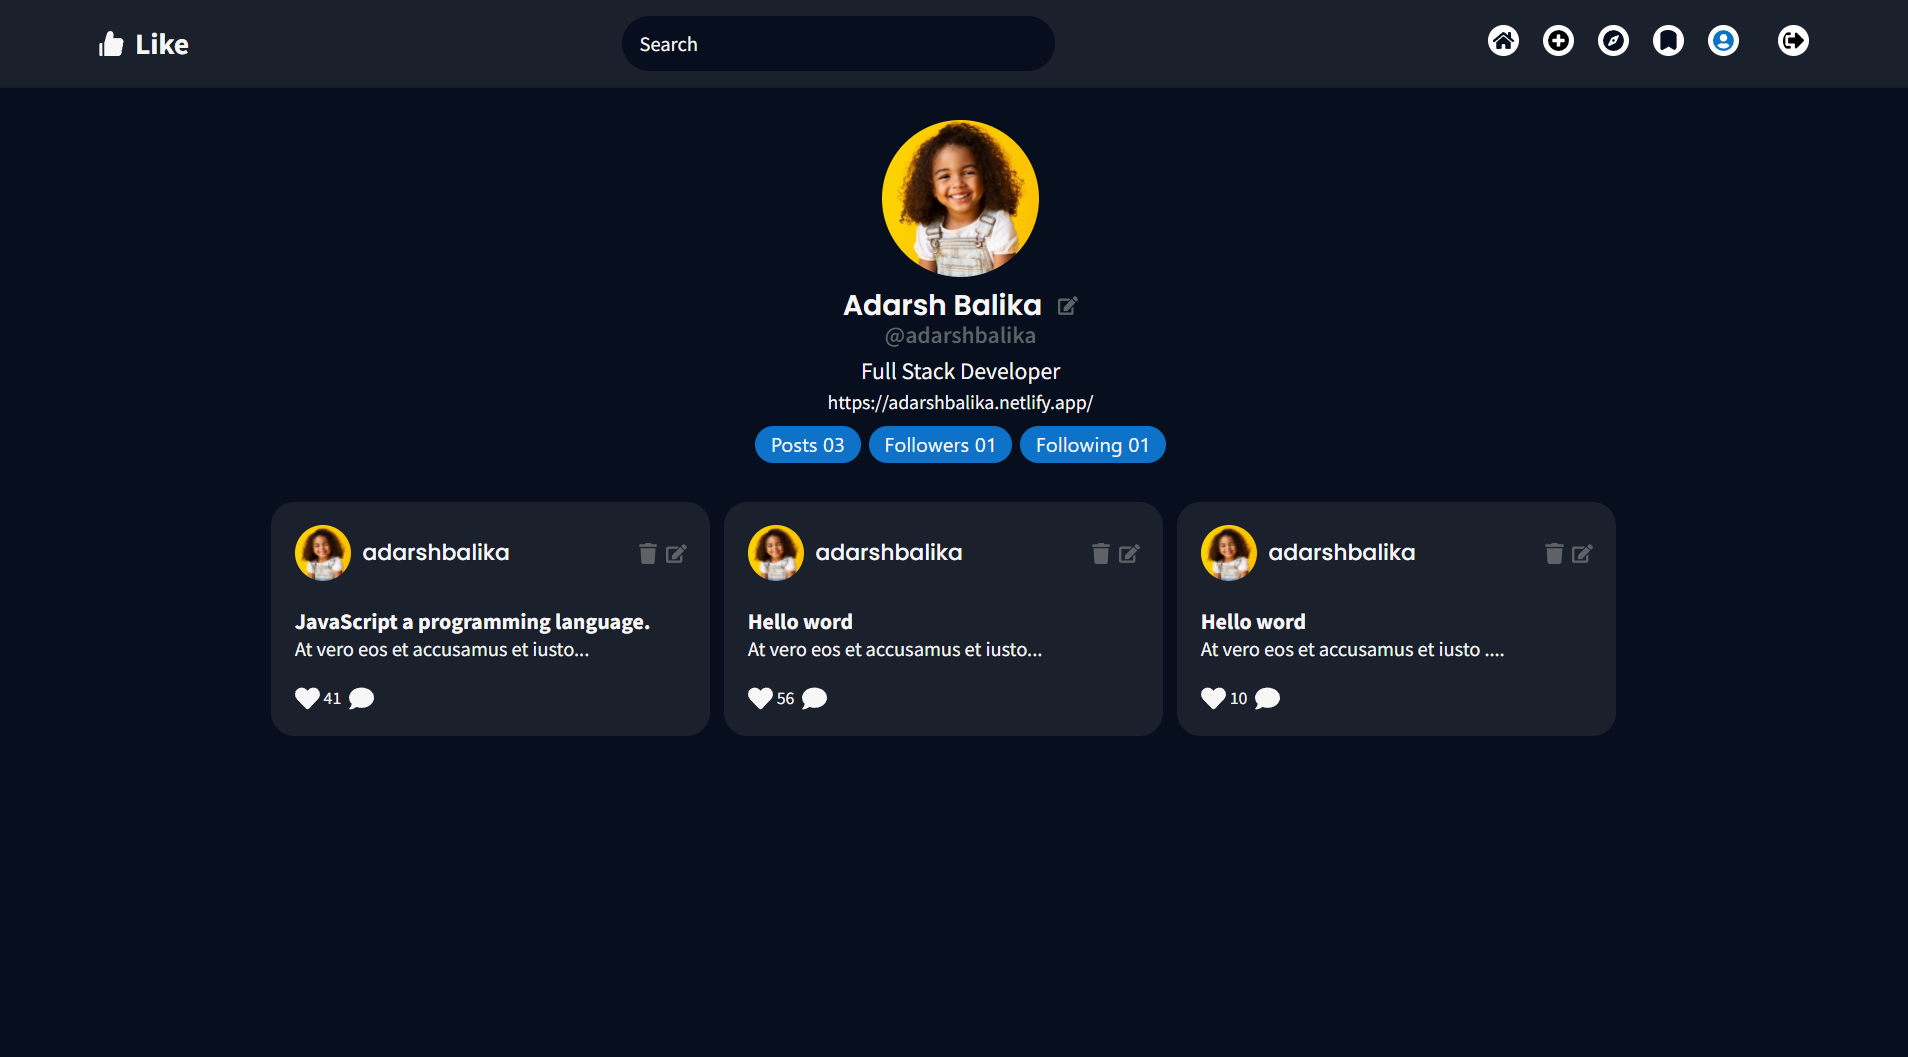 Like
Search
Adarsh Balika
@adarshbalika
Full Stack Developer
https://adarshbalika.netlify.app/
Posts 03
Followers 01
Following 01
adarshbalika
JavaScript a programming language.
At vero eos et accusamus et iusto...
41
adarshbalika
Hello word
At vero eos et accusamus et iusto...
56
adarshbalika
Hello word
At vero eos et accusamus et iusto ....
10